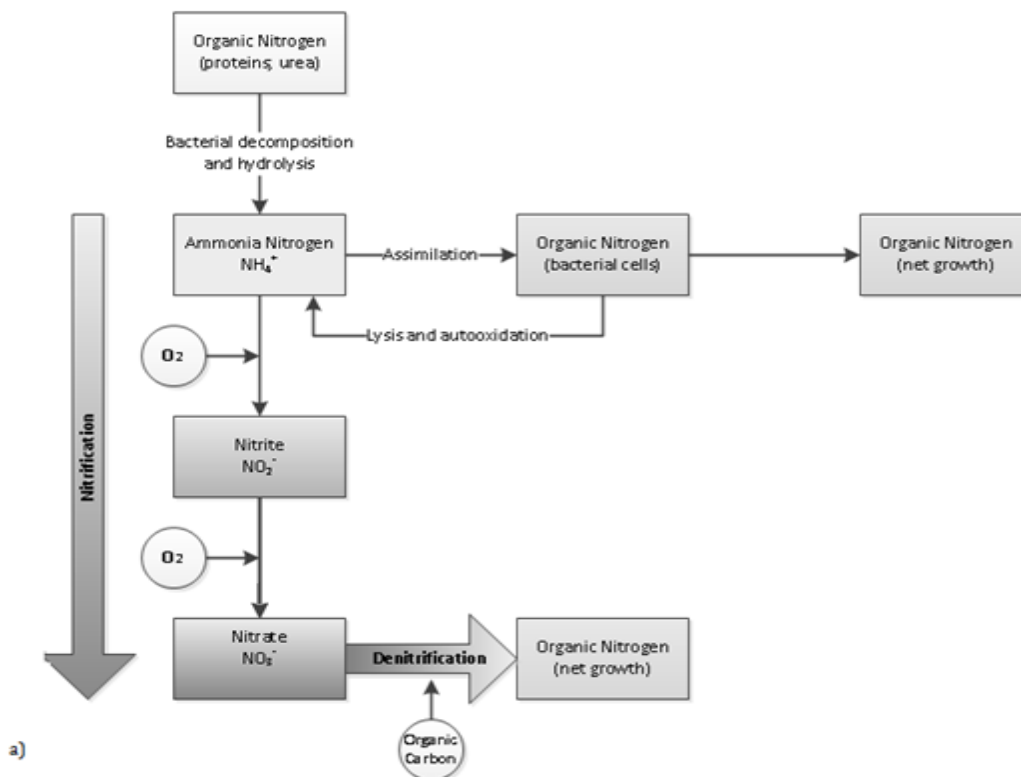 Organic Nitrogen
(proteins; urea)
Bacterial decomposition
and hydrolysis
Ammonia Nitrogen
NH₄⁺
Assimilation
Organic Nitrogen
(bacterial cells)
Organic Nitrogen
(net growth)
Lysis and autooxidation
O₂
Nitrification
Nitrite
NO₂⁻
O₂
Nitrate
NO₃⁻
Denitrification
Organic Nitrogen
(net growth)
Organic
Carbon
a)